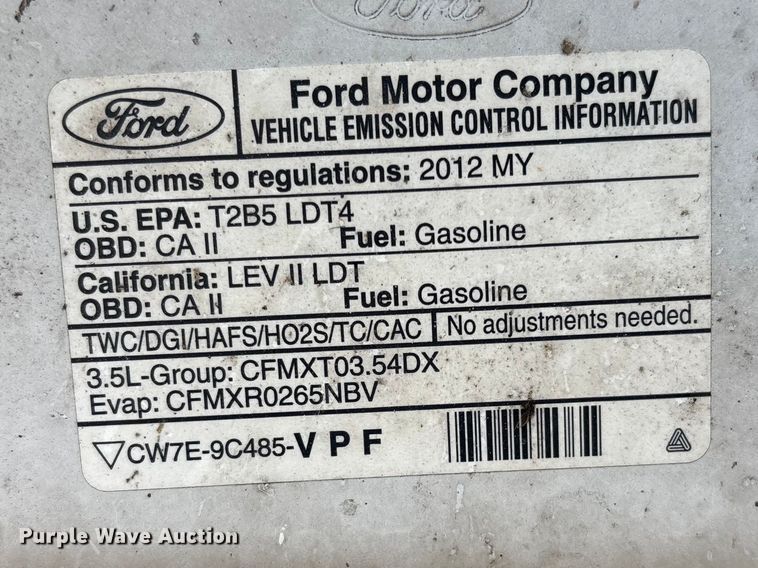 Ford
Ford
Ford Motor Company
VEHICLE EMISSION CONTROL INFORMATION
Conforms to regulations: 2012 MY
U.S. EPA: T2B5 LDT4
OBD: CA II Fuel: Gasoline
California: LEV II LDT
OBD: CA II Fuel: Gasoline
TWC/DGI/HAFS/HO2S/TC/CAC No adjustments needed.
3.5L-Group: CFMXT03.54DX
Evap: CFMXR0265NBV
CW7E-9C485-V P F
Purple Wave Auction